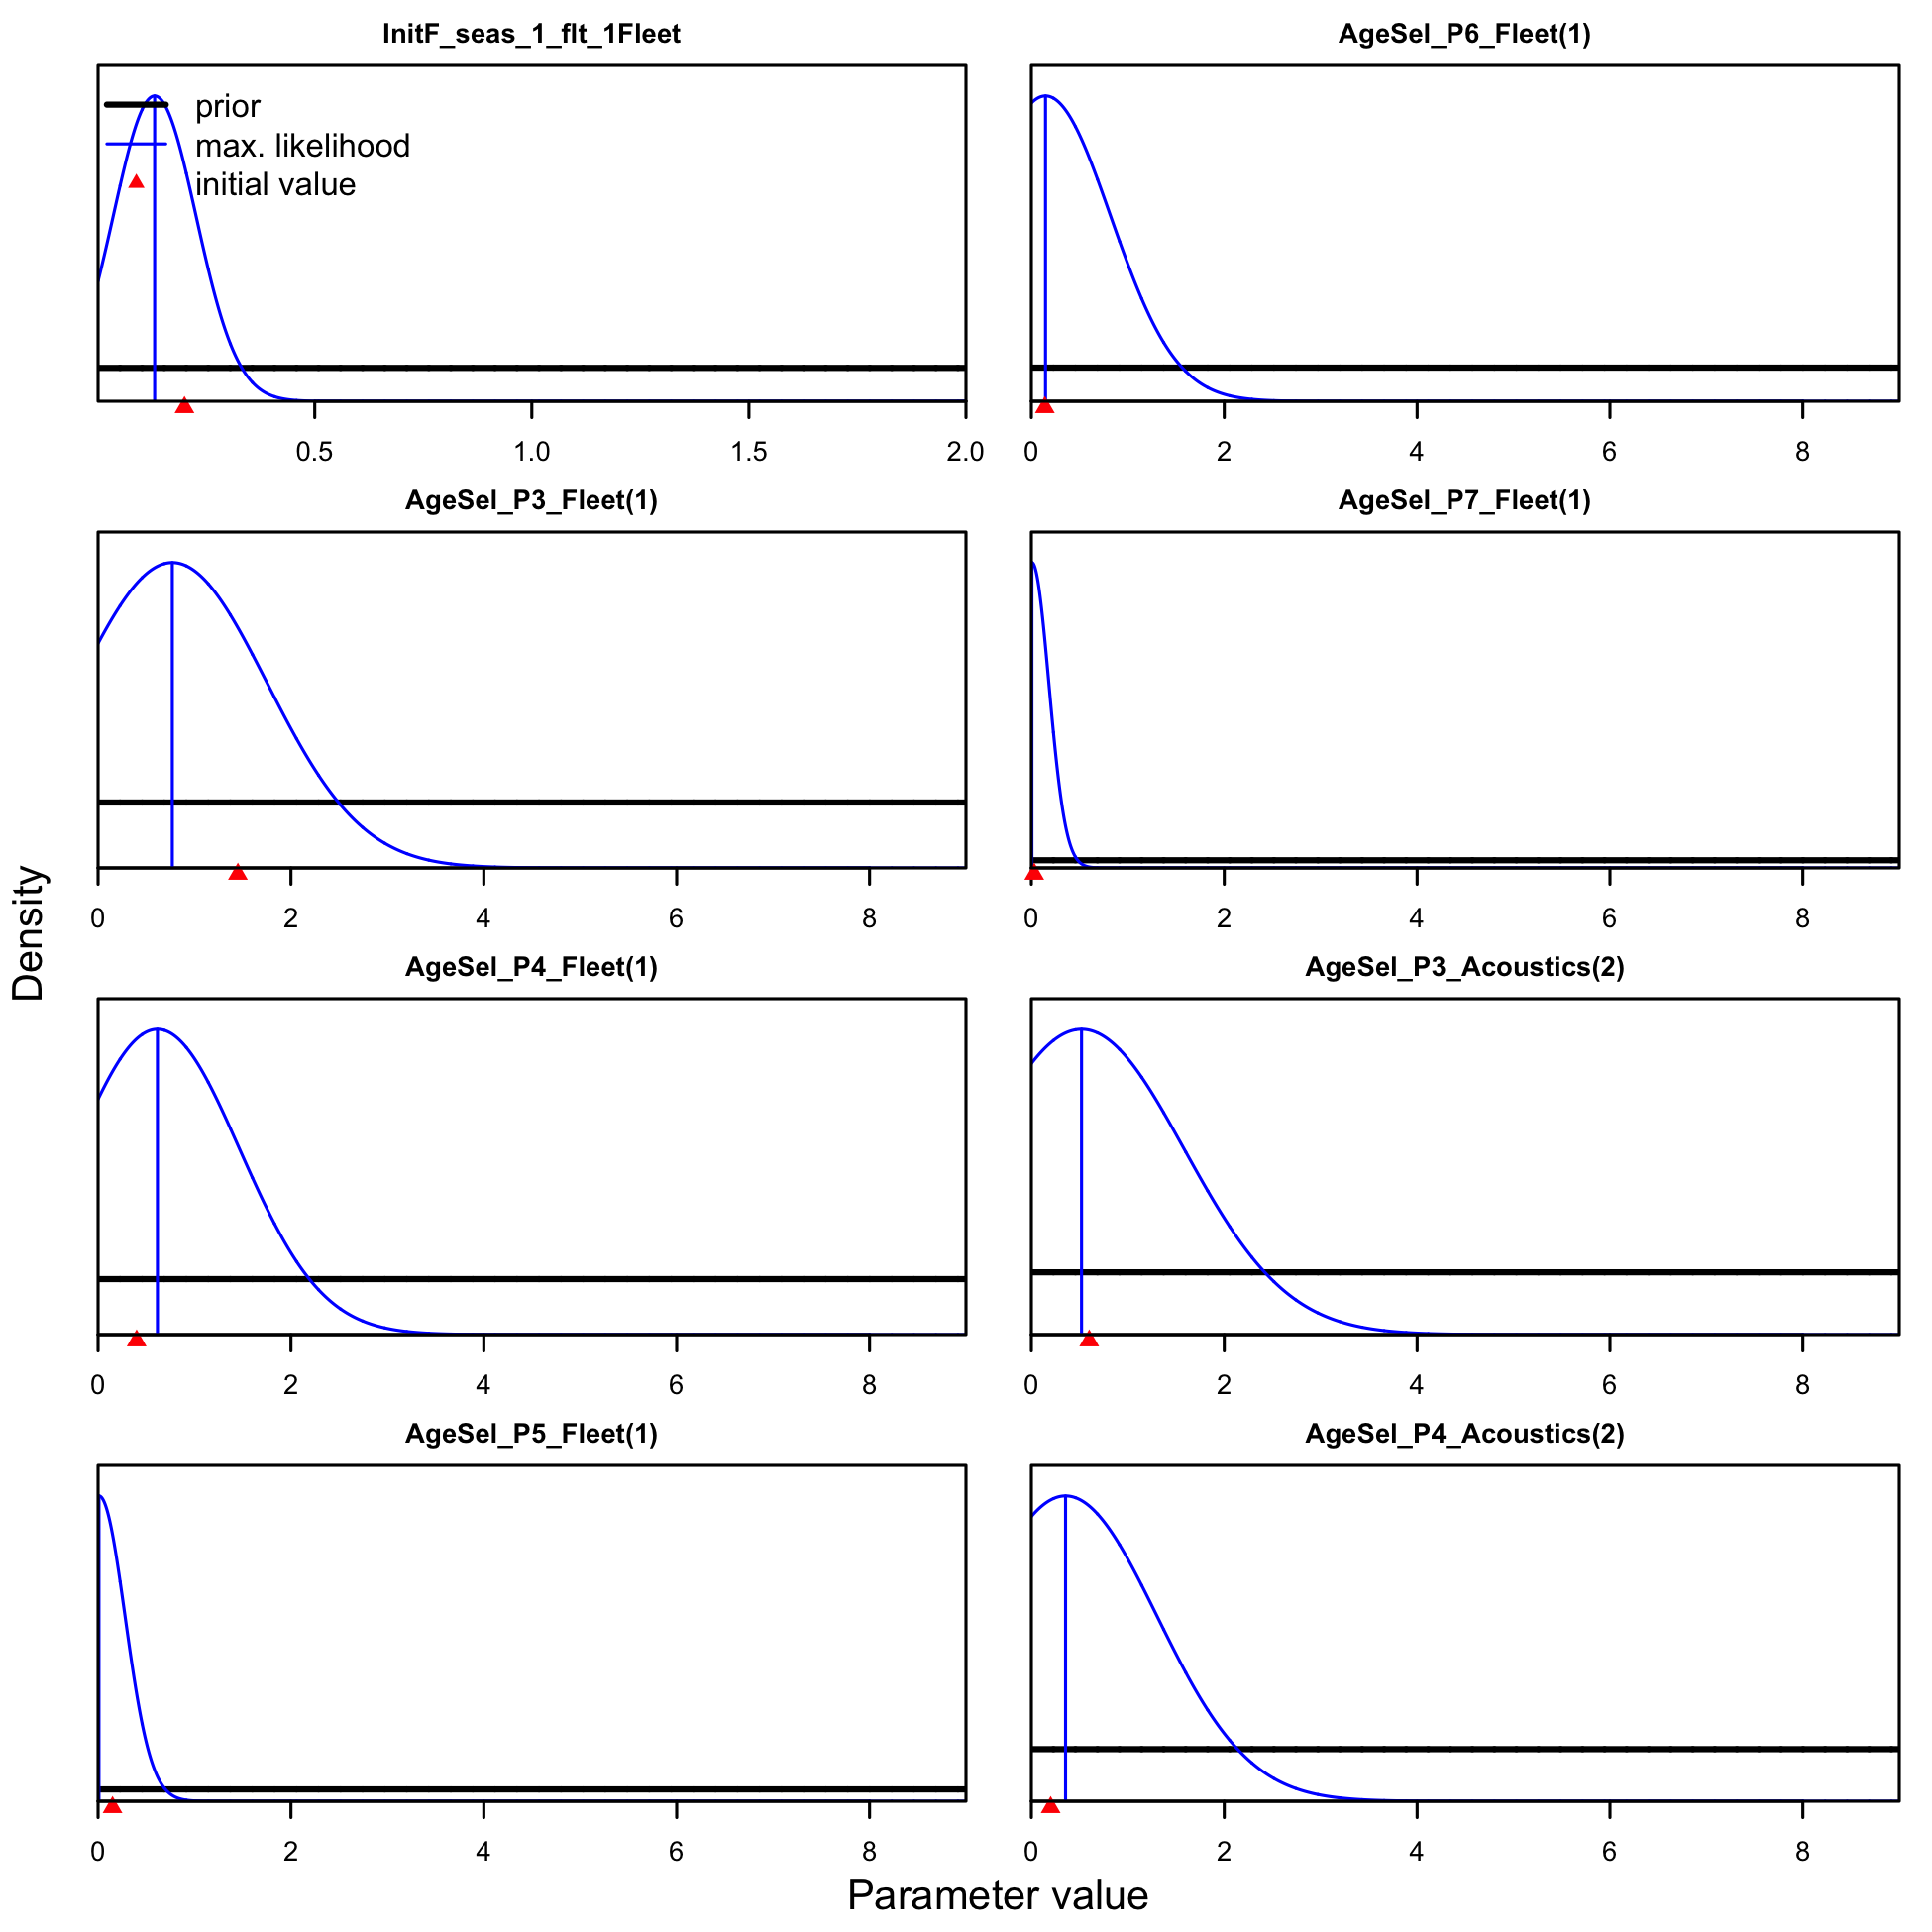 InitF_seas_1_flt_1Fleet
prior
max. likelihood
initial value
0.5 1.0 1.5 2.0
AgeSel_P6_Fleet(1)
0 2 4 6 8
AgeSel_P3_Fleet(1)
0 2 4 6 8
AgeSel_P7_Fleet(1)
0 2 4 6 8
AgeSel_P4_Fleet(1)
0 2 4 6 8
AgeSel_P3_Acoustics(2)
0 2 4 6 8
AgeSel_P5_Fleet(1)
0 2 4 6 8
AgeSel_P4_Acoustics(2)
0 2 4 6 8
Density
Parameter value